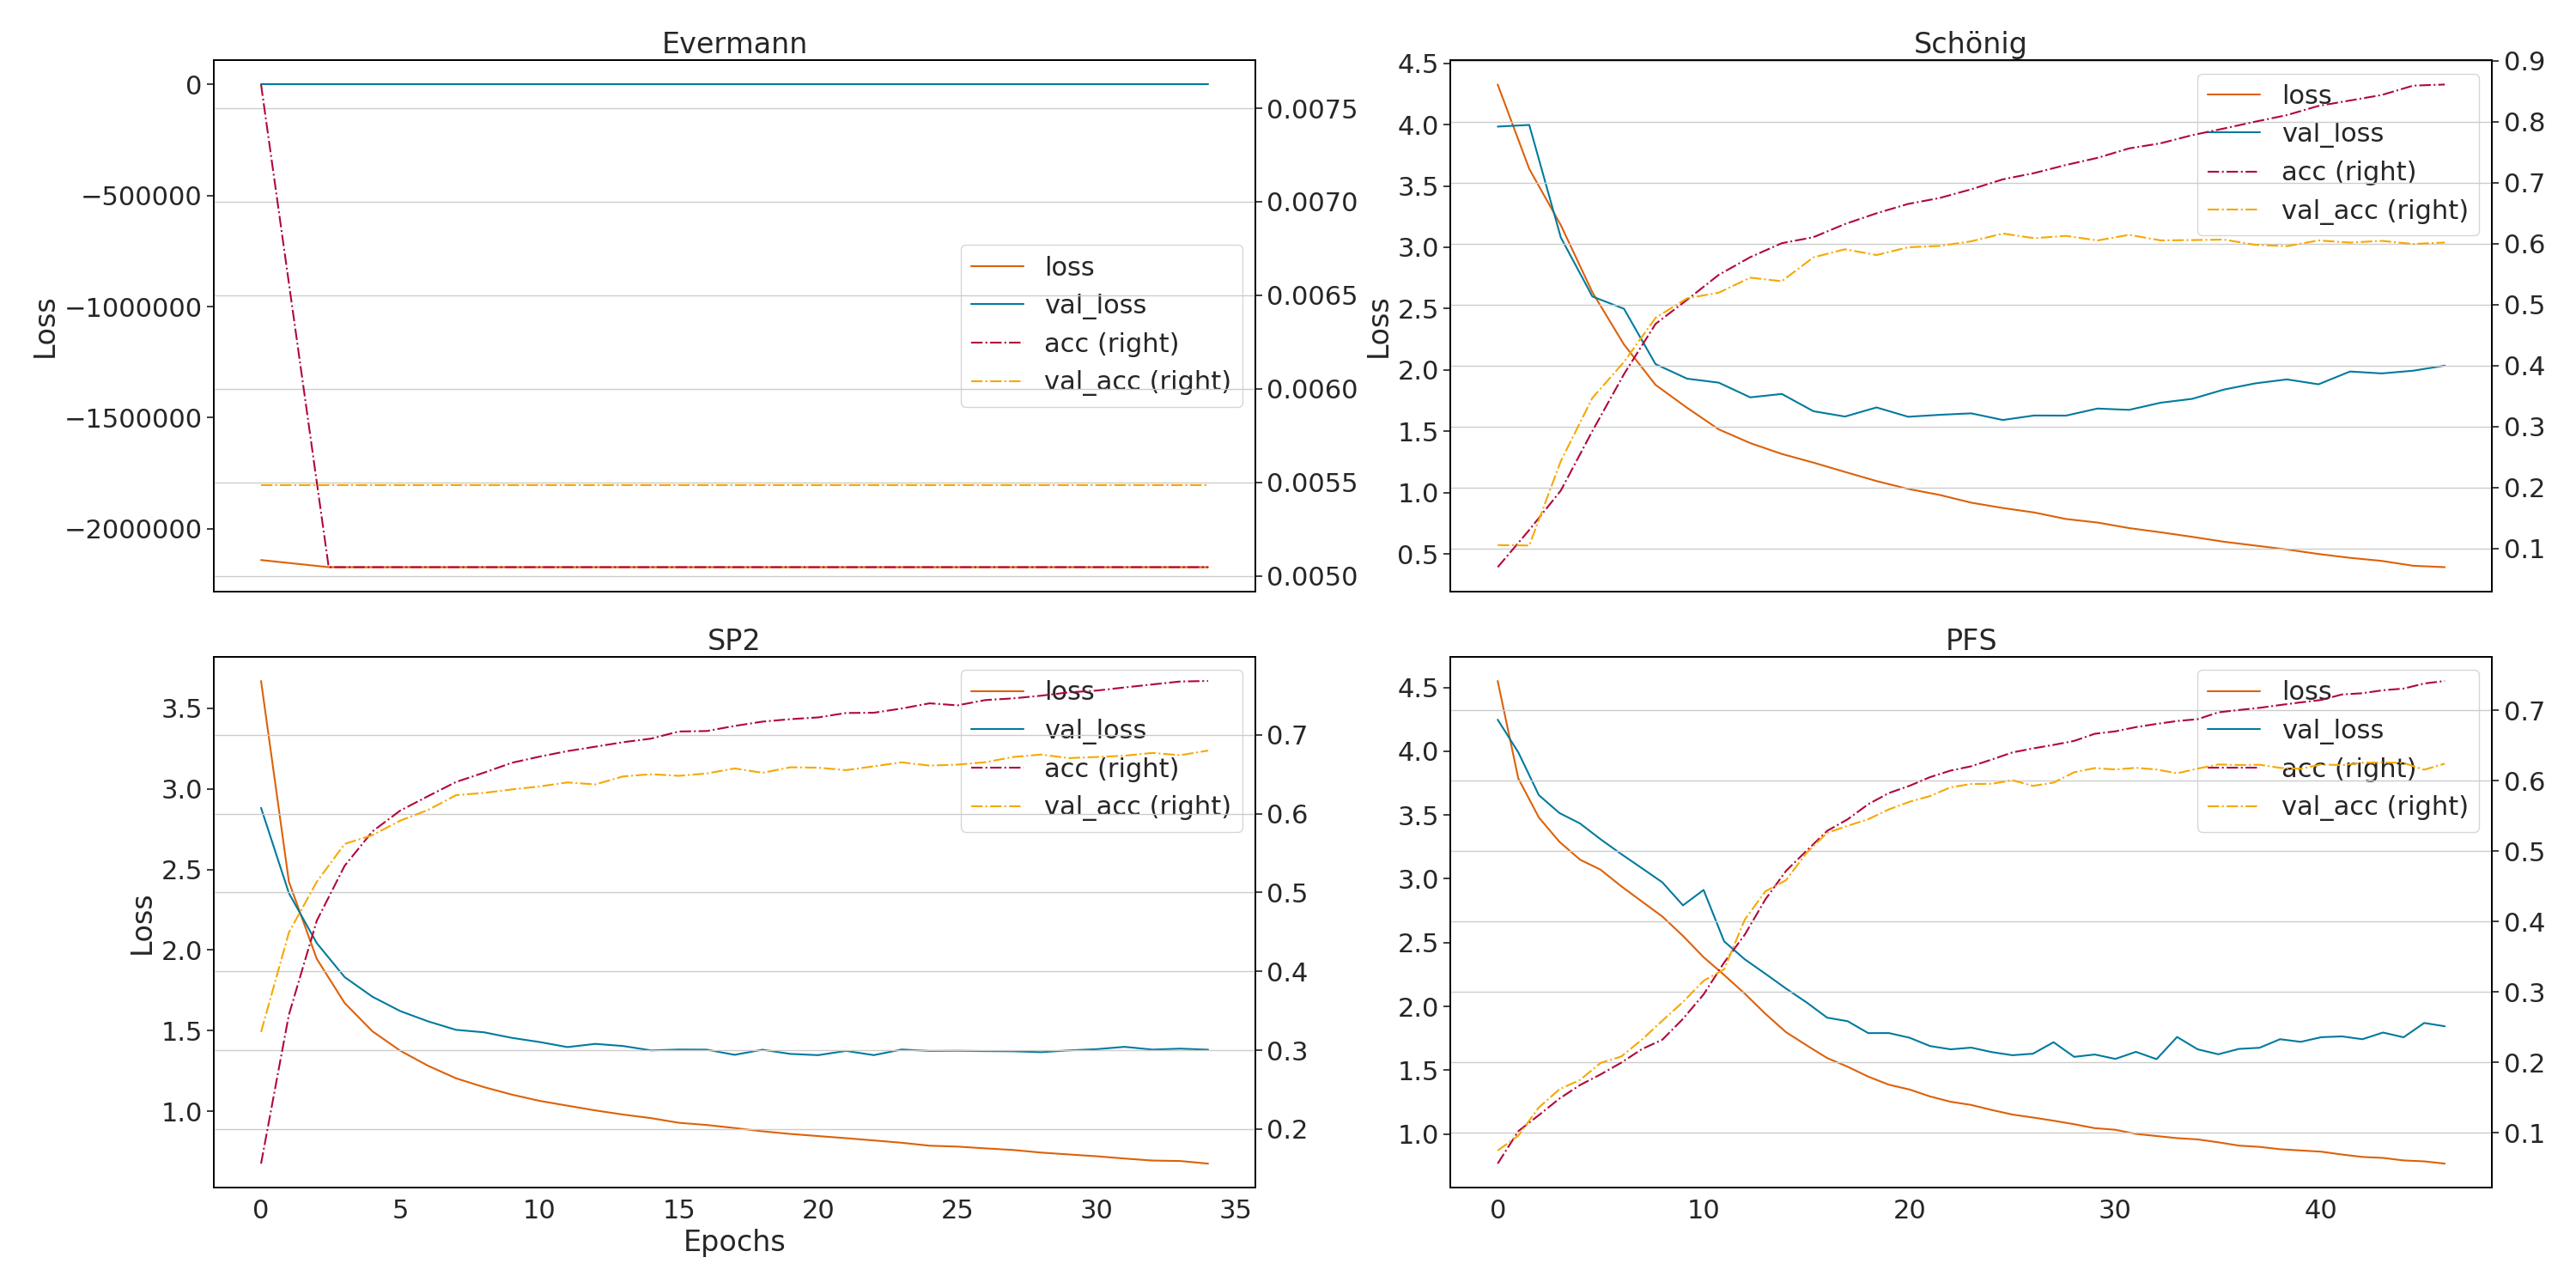 Evermann
0
−500000
−1000000
−1500000
−2000000
Loss
0.0075
0.0070
0.0065
0.0060
0.0055
0.0050
loss
val_loss
acc (right)
val_acc (right)
Schönig
4.5
4.0
3.5
3.0
2.5
2.0
1.5
1.0
0.5
Loss
0.9
0.8
0.7
0.6
0.5
0.4
0.3
0.2
0.1
loss
val_loss
acc (right)
val_acc (right)
SP2
3.5
3.0
2.5
2.0
1.5
1.0
Loss
0.7
0.6
0.5
0.4
0.3
0.2
loss
val_loss
acc (right)
val_acc (right)
0 5 10 15 20 25 30 35
Epochs
PFS
4.5
4.0
3.5
3.0
2.5
2.0
1.5
1.0
0.7
0.6
0.5
0.4
0.3
0.2
0.1
loss
val_loss
acc (right)
val_acc (right)
0 10 20 30 40